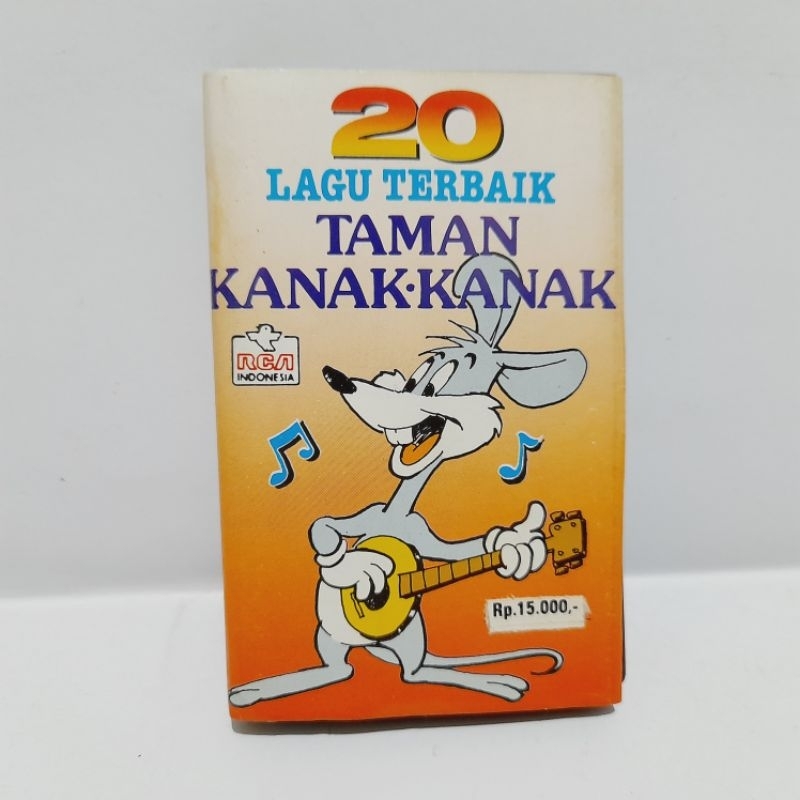 20
LAGU TERBAIK
TAMAN
KANAK·KANAK
RCA
INDONESIA
Rp.15.000,-